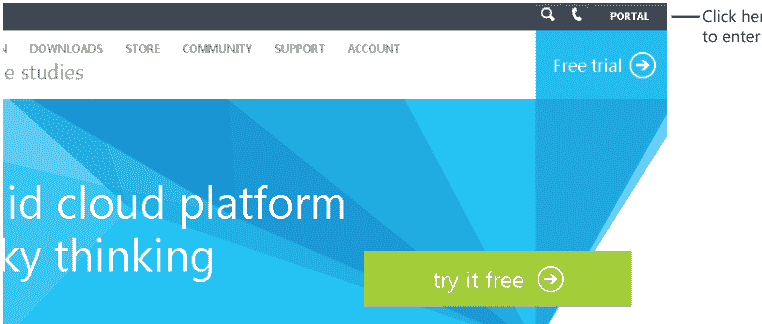 PORTAL
Click her
to enter
N DOWNLOADS STORE COMMUNITY SUPPORT ACCOUNT
e studies
Free trial
id cloud platform
ky thinking
try it free